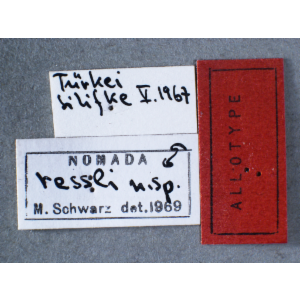 Türkei
silifke V.1967
NOMADA
ressli n.sp. ♂
M. Schwarz det.1969
ALLOTYPE